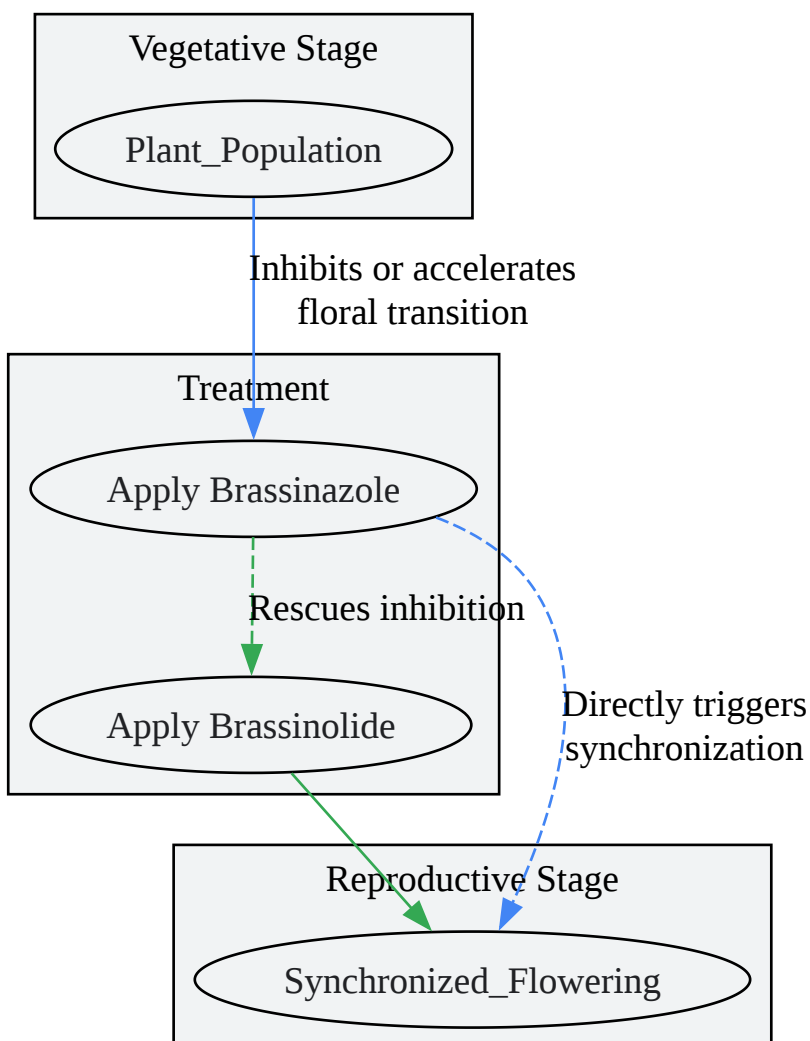 Vegetative Stage
Plant_Population
Inhibits or accelerates
floral transition
Treatment
Apply Brassinazole
Rescues inhibition
Apply Brassinolide
Directly triggers
synchronization
Reproductive Stage
Synchronized_Flowering